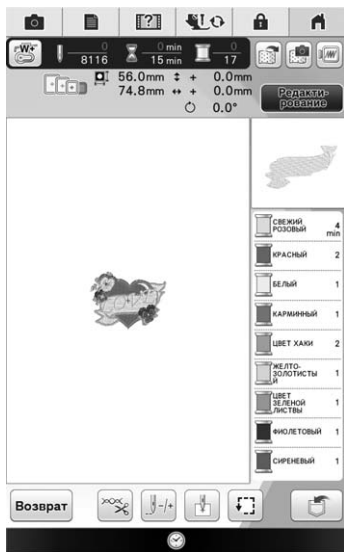 W+
0
8116
0 min
15 min
0
17
56.0mm + 0.0mm
74.8mm + 0.0mm
0.0°
Редакти-
рование
LOVE
СВЕЖИЙ
РОЗОВЫЙ 4
min
КРАСНЫЙ 2
БЕЛЫЙ 1
КАРМИННЫЙ 1
ЦВЕТ ХАКИ 2
ЖЕЛТО-
ЗОЛОТИСТЫ 1
Й
ЦВЕТ
ЗЕЛЕНОЙ 1
ЛИСТВЫ
ФИОЛЕТОВЫЙ 1
СИРЕНЕВЫЙ 1
Возврат
-/+